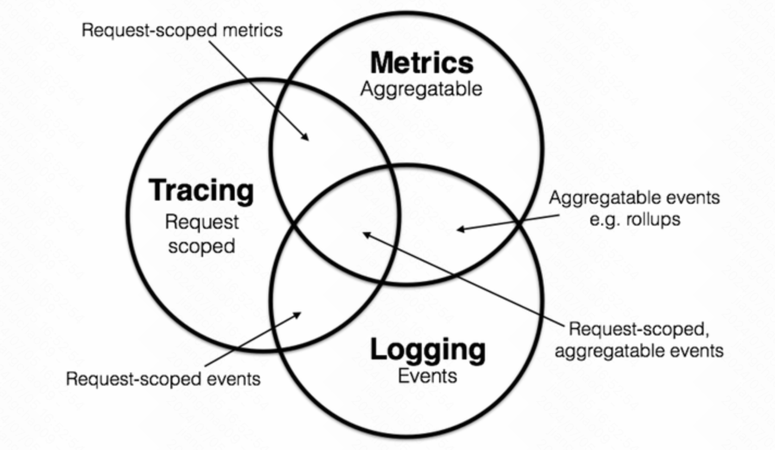 Request-scoped metrics
Metrics
Aggregatable
Tracing
Request
scoped
Aggregatable events
e.g. rollups
Request-scoped,
aggregatable events
Logging
Events
Request-scoped events